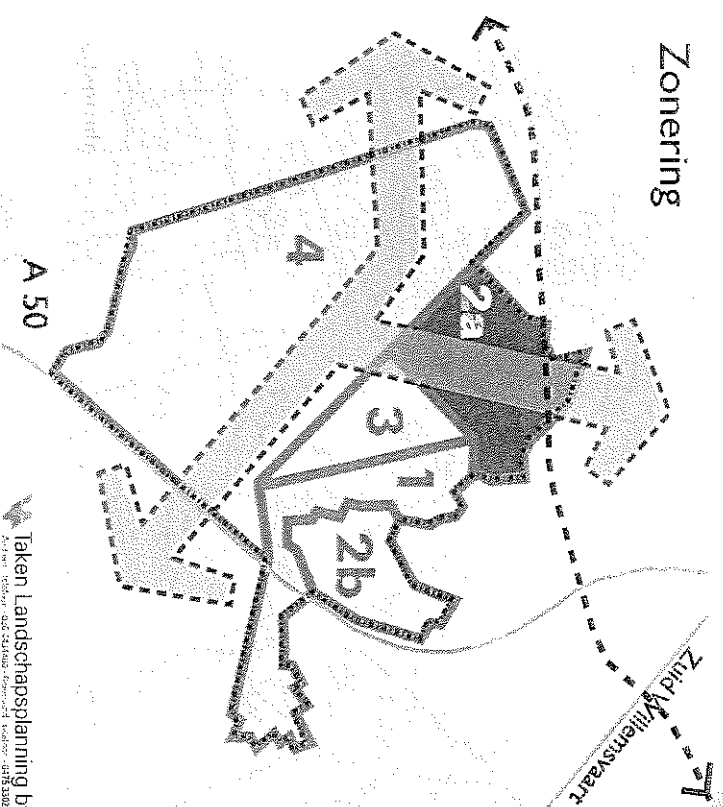 Zonering
2a
4
3
1
2b
A 50
Zuid Willemsvaart
Taken Landschapsplanning b